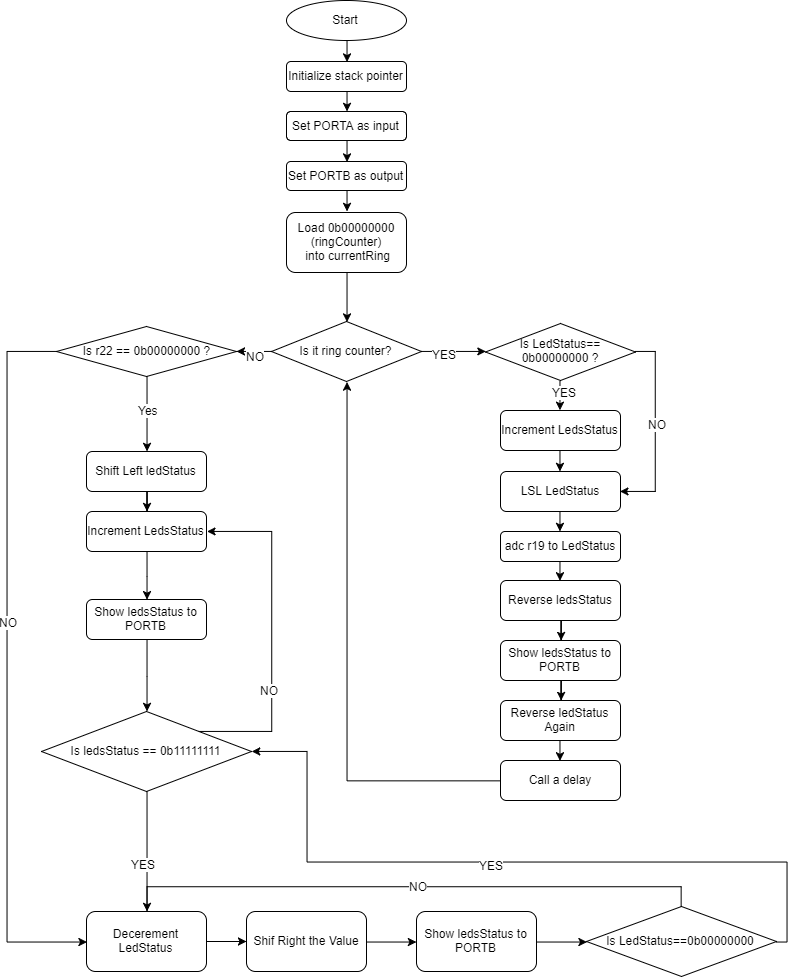 Start
Initialize stack pointer
Set PORTA as input
Set PORTB as output
Load 0b00000000
(ringCounter)
into currentRing
Is r22 == 0b00000000 ?
NO
Is it ring counter?
YES
Is LedStatus==
0b00000000 ?
Yes
YES
NO
Shift Left ledStatus
Increment LedsStatus
Increment LedsStatus
LSL LedStatus
adc r19 to LedStatus
Reverse ledsStatus
Show ledsStatus to
PORTB
Reverse ledStatus
Again
Call a delay
Show ledsStatus to
PORTB
NO
NO
Is ledsStatus == 0b11111111
YES
YES
NO
Decerement
LedStatus
Shif Right the Value
Show ledsStatus to
PORTB
Is LedStatus==0b00000000